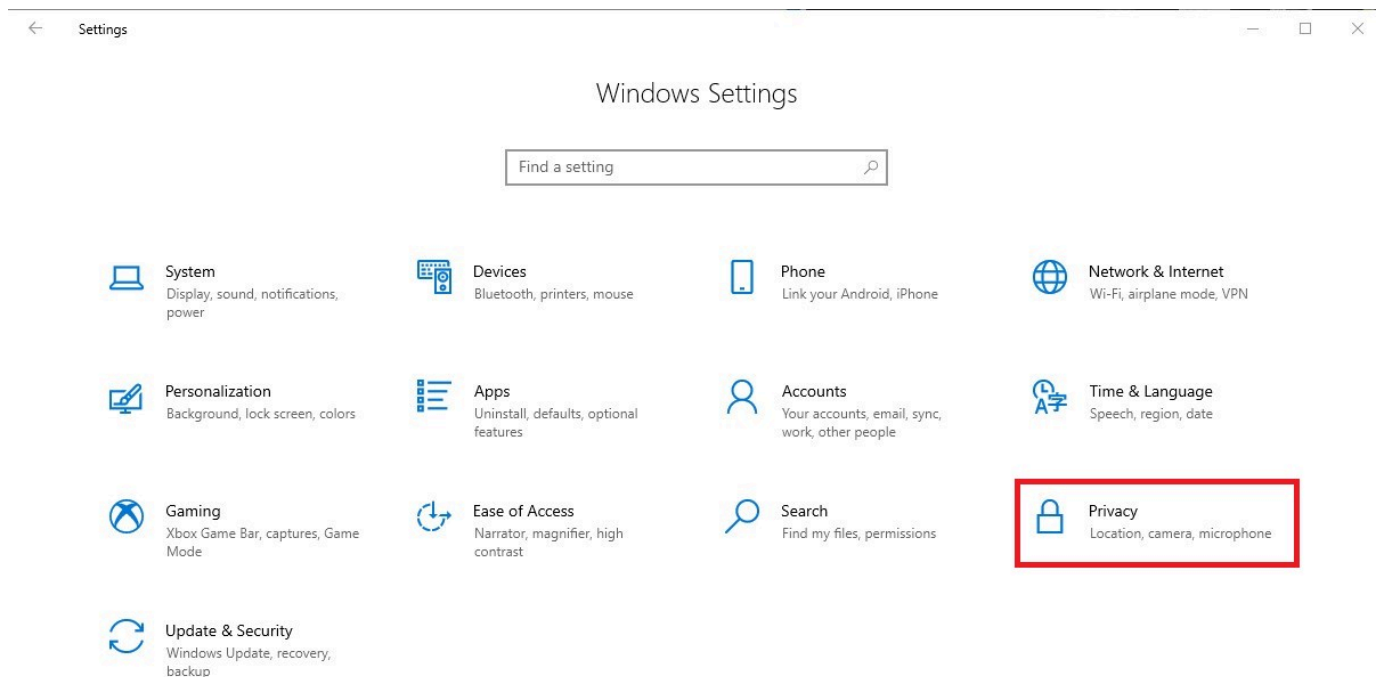 Settings
Windows Settings
Find a setting
System
Display, sound, notifications,
power
Devices
Bluetooth, printers, mouse
Phone
Link your Android, iPhone
Network & Internet
Wi-Fi, airplane mode, VPN
Personalization
Background, lock screen, colors
Apps
Uninstall, defaults, optional
features
Accounts
Your accounts, email, sync,
work, other people
Time & Language
Speech, region, date
Gaming
Xbox Game Bar, captures, Game
Mode
Ease of Access
Narrator, magnifier, high
contrast
Search
Find my files, permissions
Privacy
Location, camera, microphone
Update & Security
Windows Update, recovery,
backup